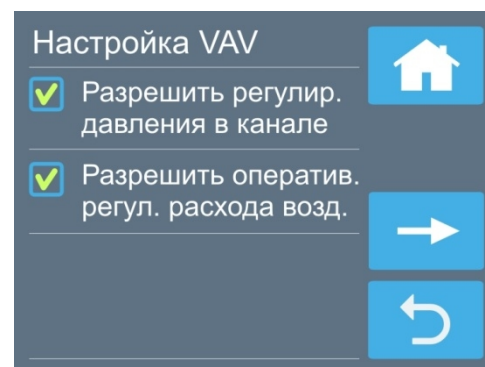 Настройка VAV
Разрешить регулир.
давления в канале
Разрешить оператив.
регул. расхода возд.